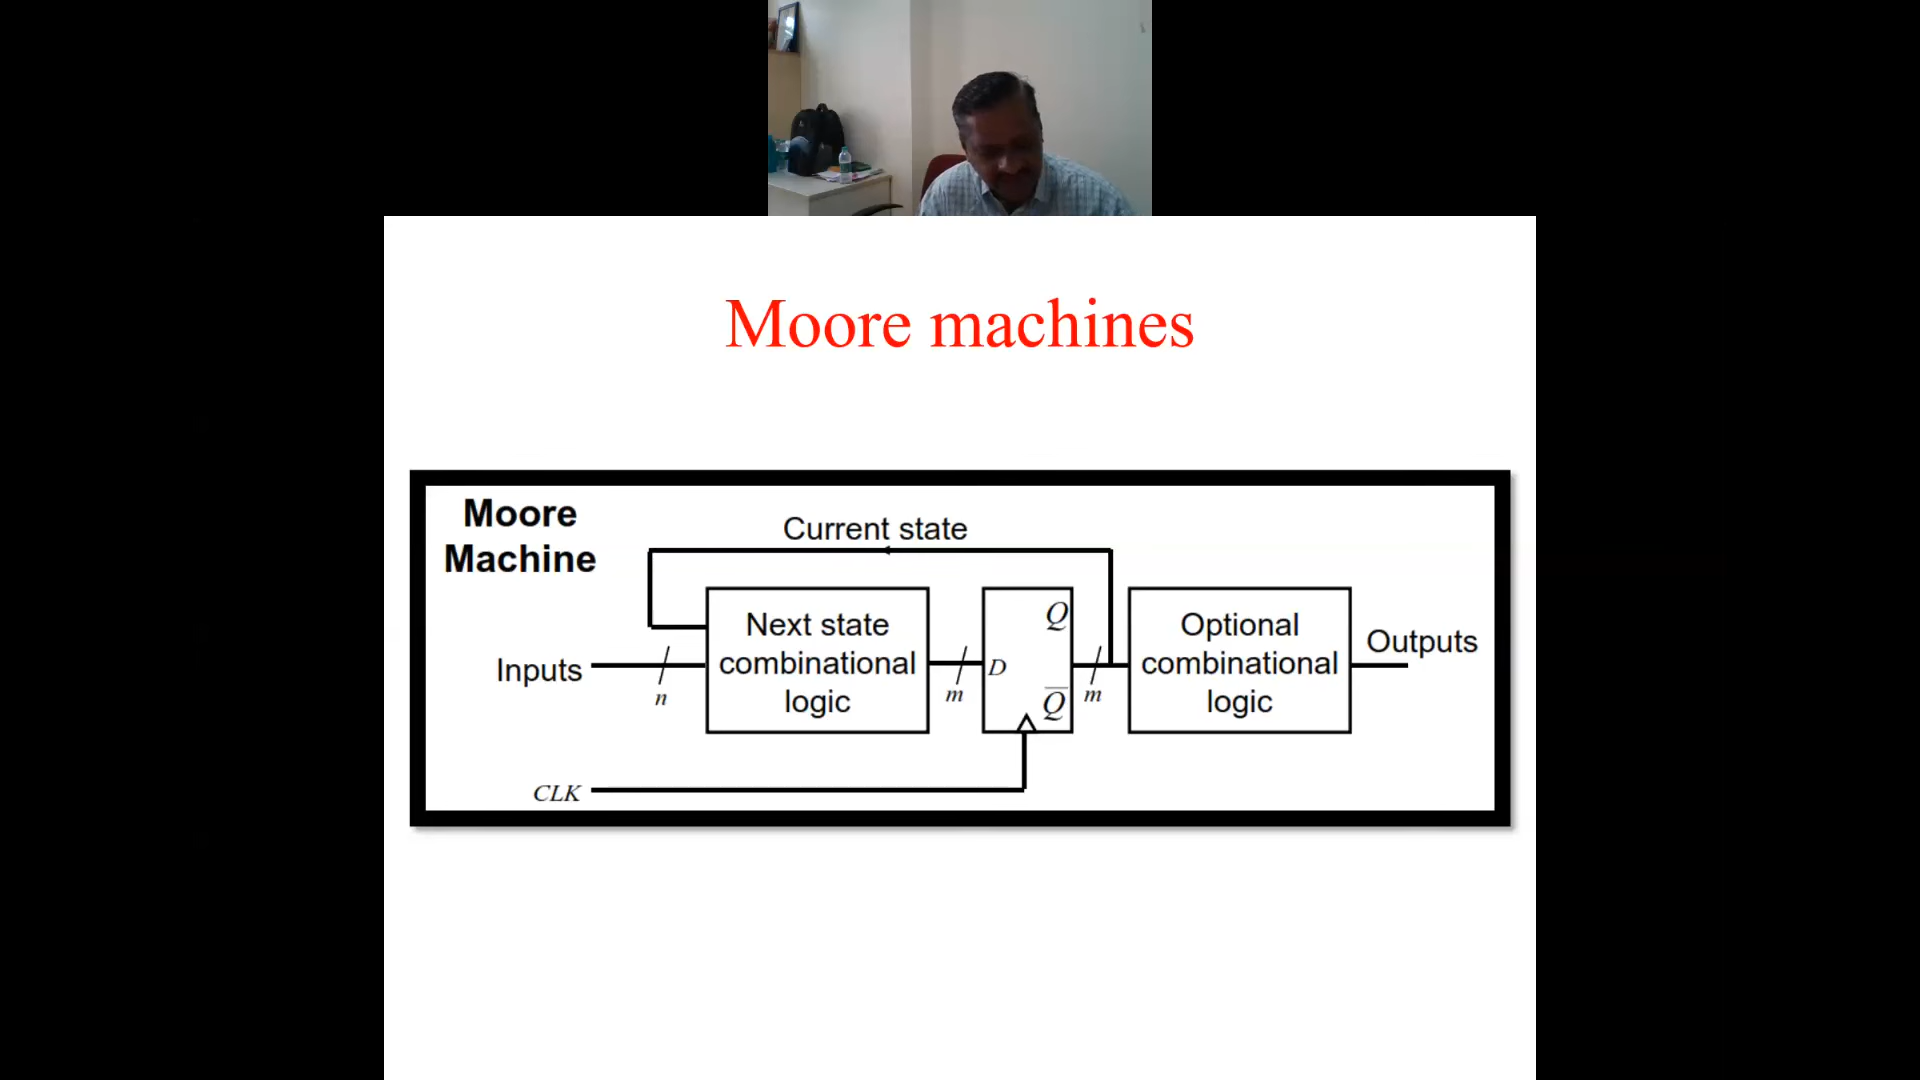 Moore machines
Moore
Machine
Current state
Next state
combinational
logic
Q
D
Q̅
Optional
combinational
logic
Outputs
Inputs
n
m
m
CLK